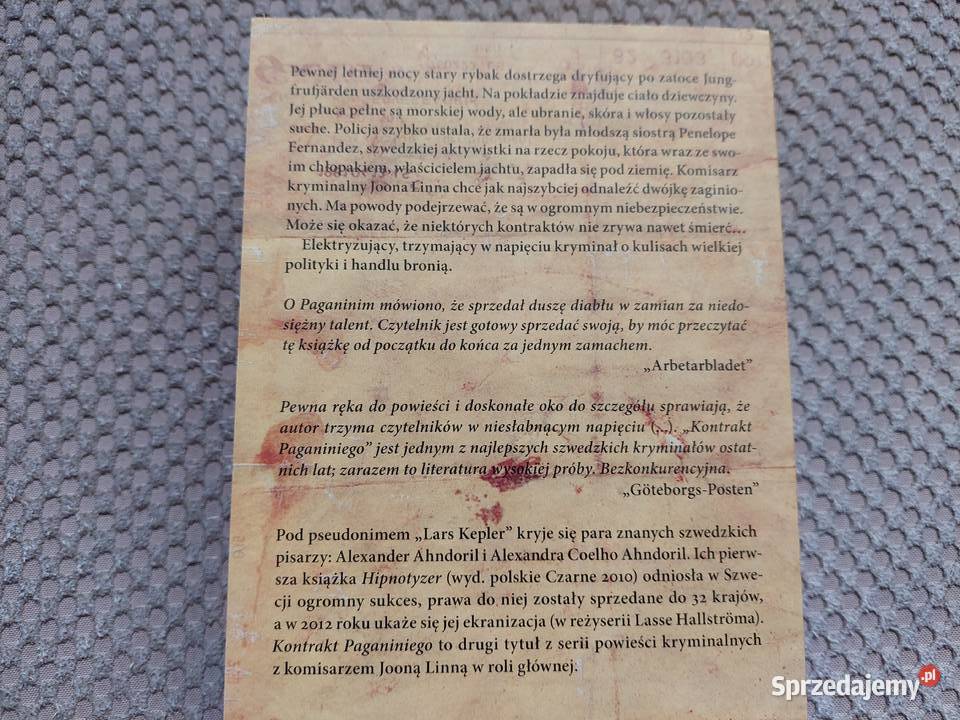 Pewnej letniej nocy stary rybak dostrzega dryfujący po zatoce Jung-
frufjärden uszkodzony jacht. Na pokładzie znajduje ciało dziewczyny.
Jej płuca pełne są morskiej wody, ale ubranie, skóra i włosy pozostały
suche. Policja szybko ustala, że zmarła była młodszą siostrą Penelope
Fernandez, szwedzkiej aktywistki na rzecz pokoju, która wraz ze swo-
im chłopakiem, właścicielem jachtu, zapadła się pod ziemię. Komisarz
kryminalny Joona Linna chce jak najszybciej odnaleźć dwójkę zaginio-
nych. Ma powody podejrzewać, że są w ogromnym niebezpieczeństwie.
Może się okazać, że niektórych kontraktów nie zrywa nawet śmierć...
Elektryzujący, trzymający w napięciu kryminał o kulisach wielkiej
polityki i handlu bronią.
O Paganinim mówiono, że sprzedał duszę diabłu w zamian za niedo-
siężny talent. Czytelnik jest gotowy sprzedać swoją, by móc przeczytać
tę książkę od początku do końca za jednym zamachem.
„Arbetarbladet”
Pewna ręka do powieści i doskonałe oko do szczegółu sprawiają, że
autor trzyma czytelników w niesłabnącym napięciu (...). „Kontrakt
Paganiniego” jest jednym z najlepszych szwedzkich kryminałów ostat-
nich lat; zarazem to literatura wysokiej próby. Bezkonkurencyjna.
„Göteborgs-Posten”
Pod pseudonimem „Lars Kepler” kryje się para znanych szwedzkich
pisarzy: Alexander Ahndoril i Alexandra Coelho Ahndoril. Ich pierw-
sza książka Hipnotyzer (wyd. polskie Czarne 2010) odniosła w Szwe-
cji ogromny sukces, prawa do niej zostały sprzedane do 32 krajów,
a w 2012 roku ukaże się jej ekranizacja (w reżyserii Lasse Hallströma).
Kontrakt Paganiniego to drugi tytuł z serii powieści kryminalnych
z komisarzem Jooną Linną w roli głównej.
Sprzedajemy.pl